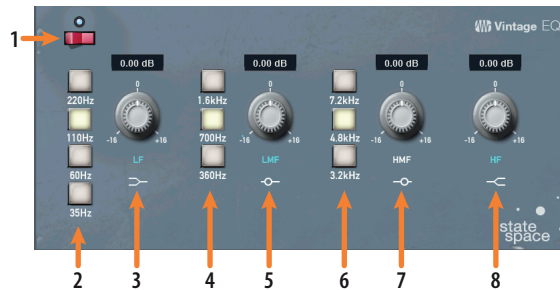 Vintage EQ
1
0.00 dB 0.00 dB 0.00 dB 0.00 dB
0 0 0 0
220Hz 1.6kHz 7.2kHz
110Hz -16 +16 700Hz -16 +16 4.8kHz -16 +16 -16 +16
LF LMF HMF HF
60Hz 360Hz 3.2kHz
35Hz
state
space
2 3 4 5 6 7 8